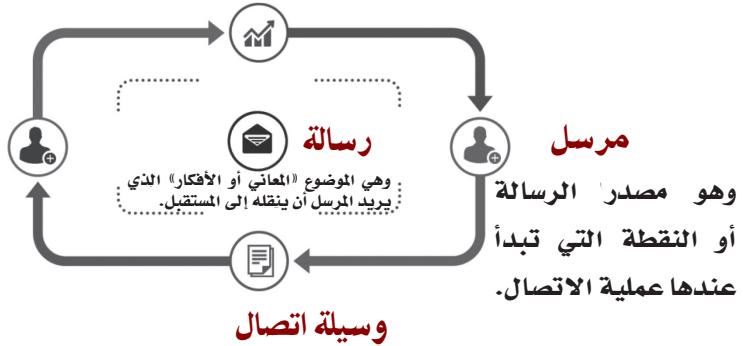 مرسل
وهو مصدر الرسالة
أو النقطة التي تبدأ
عندها عملية الاتصال.
رسالة
وهي الموضوع «المعاني أو الأفكار» الذي
يريد المرسل أن ينقله إلى المستقبل.
وسيلة اتصال